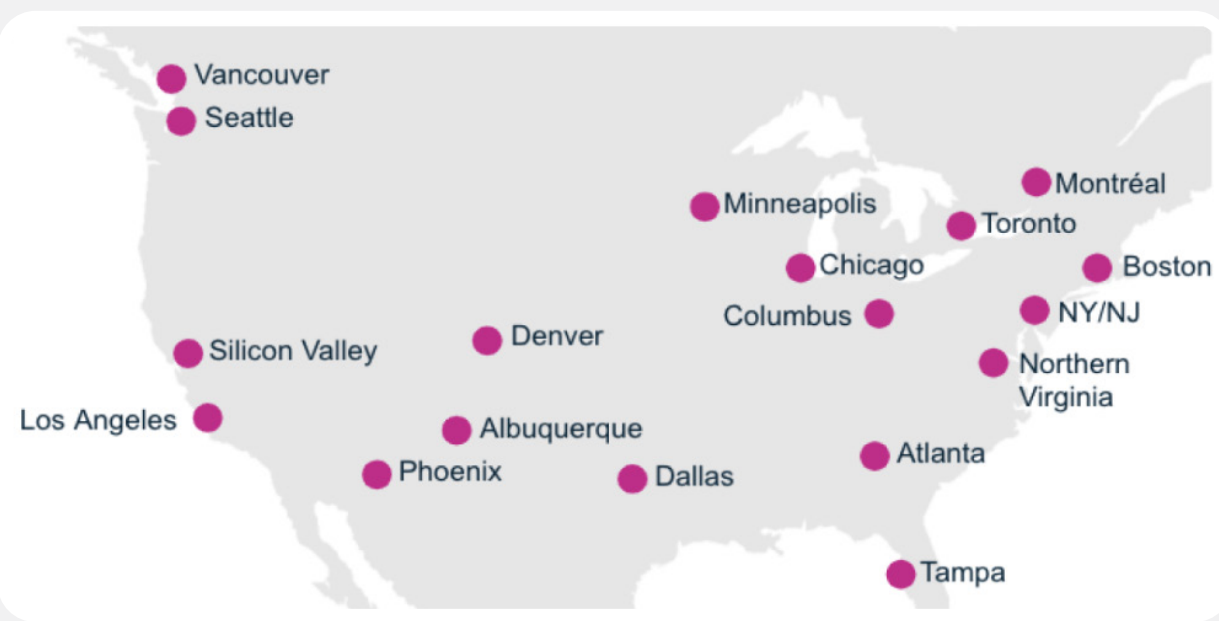 Vancouver
Seattle
Montréal
Minneapolis
Toronto
Chicago
Boston
Columbus
NY/NJ
Denver
Silicon Valley
Northern
Virginia
Los Angeles
Albuquerque
Atlanta
Phoenix
Dallas
Tampa